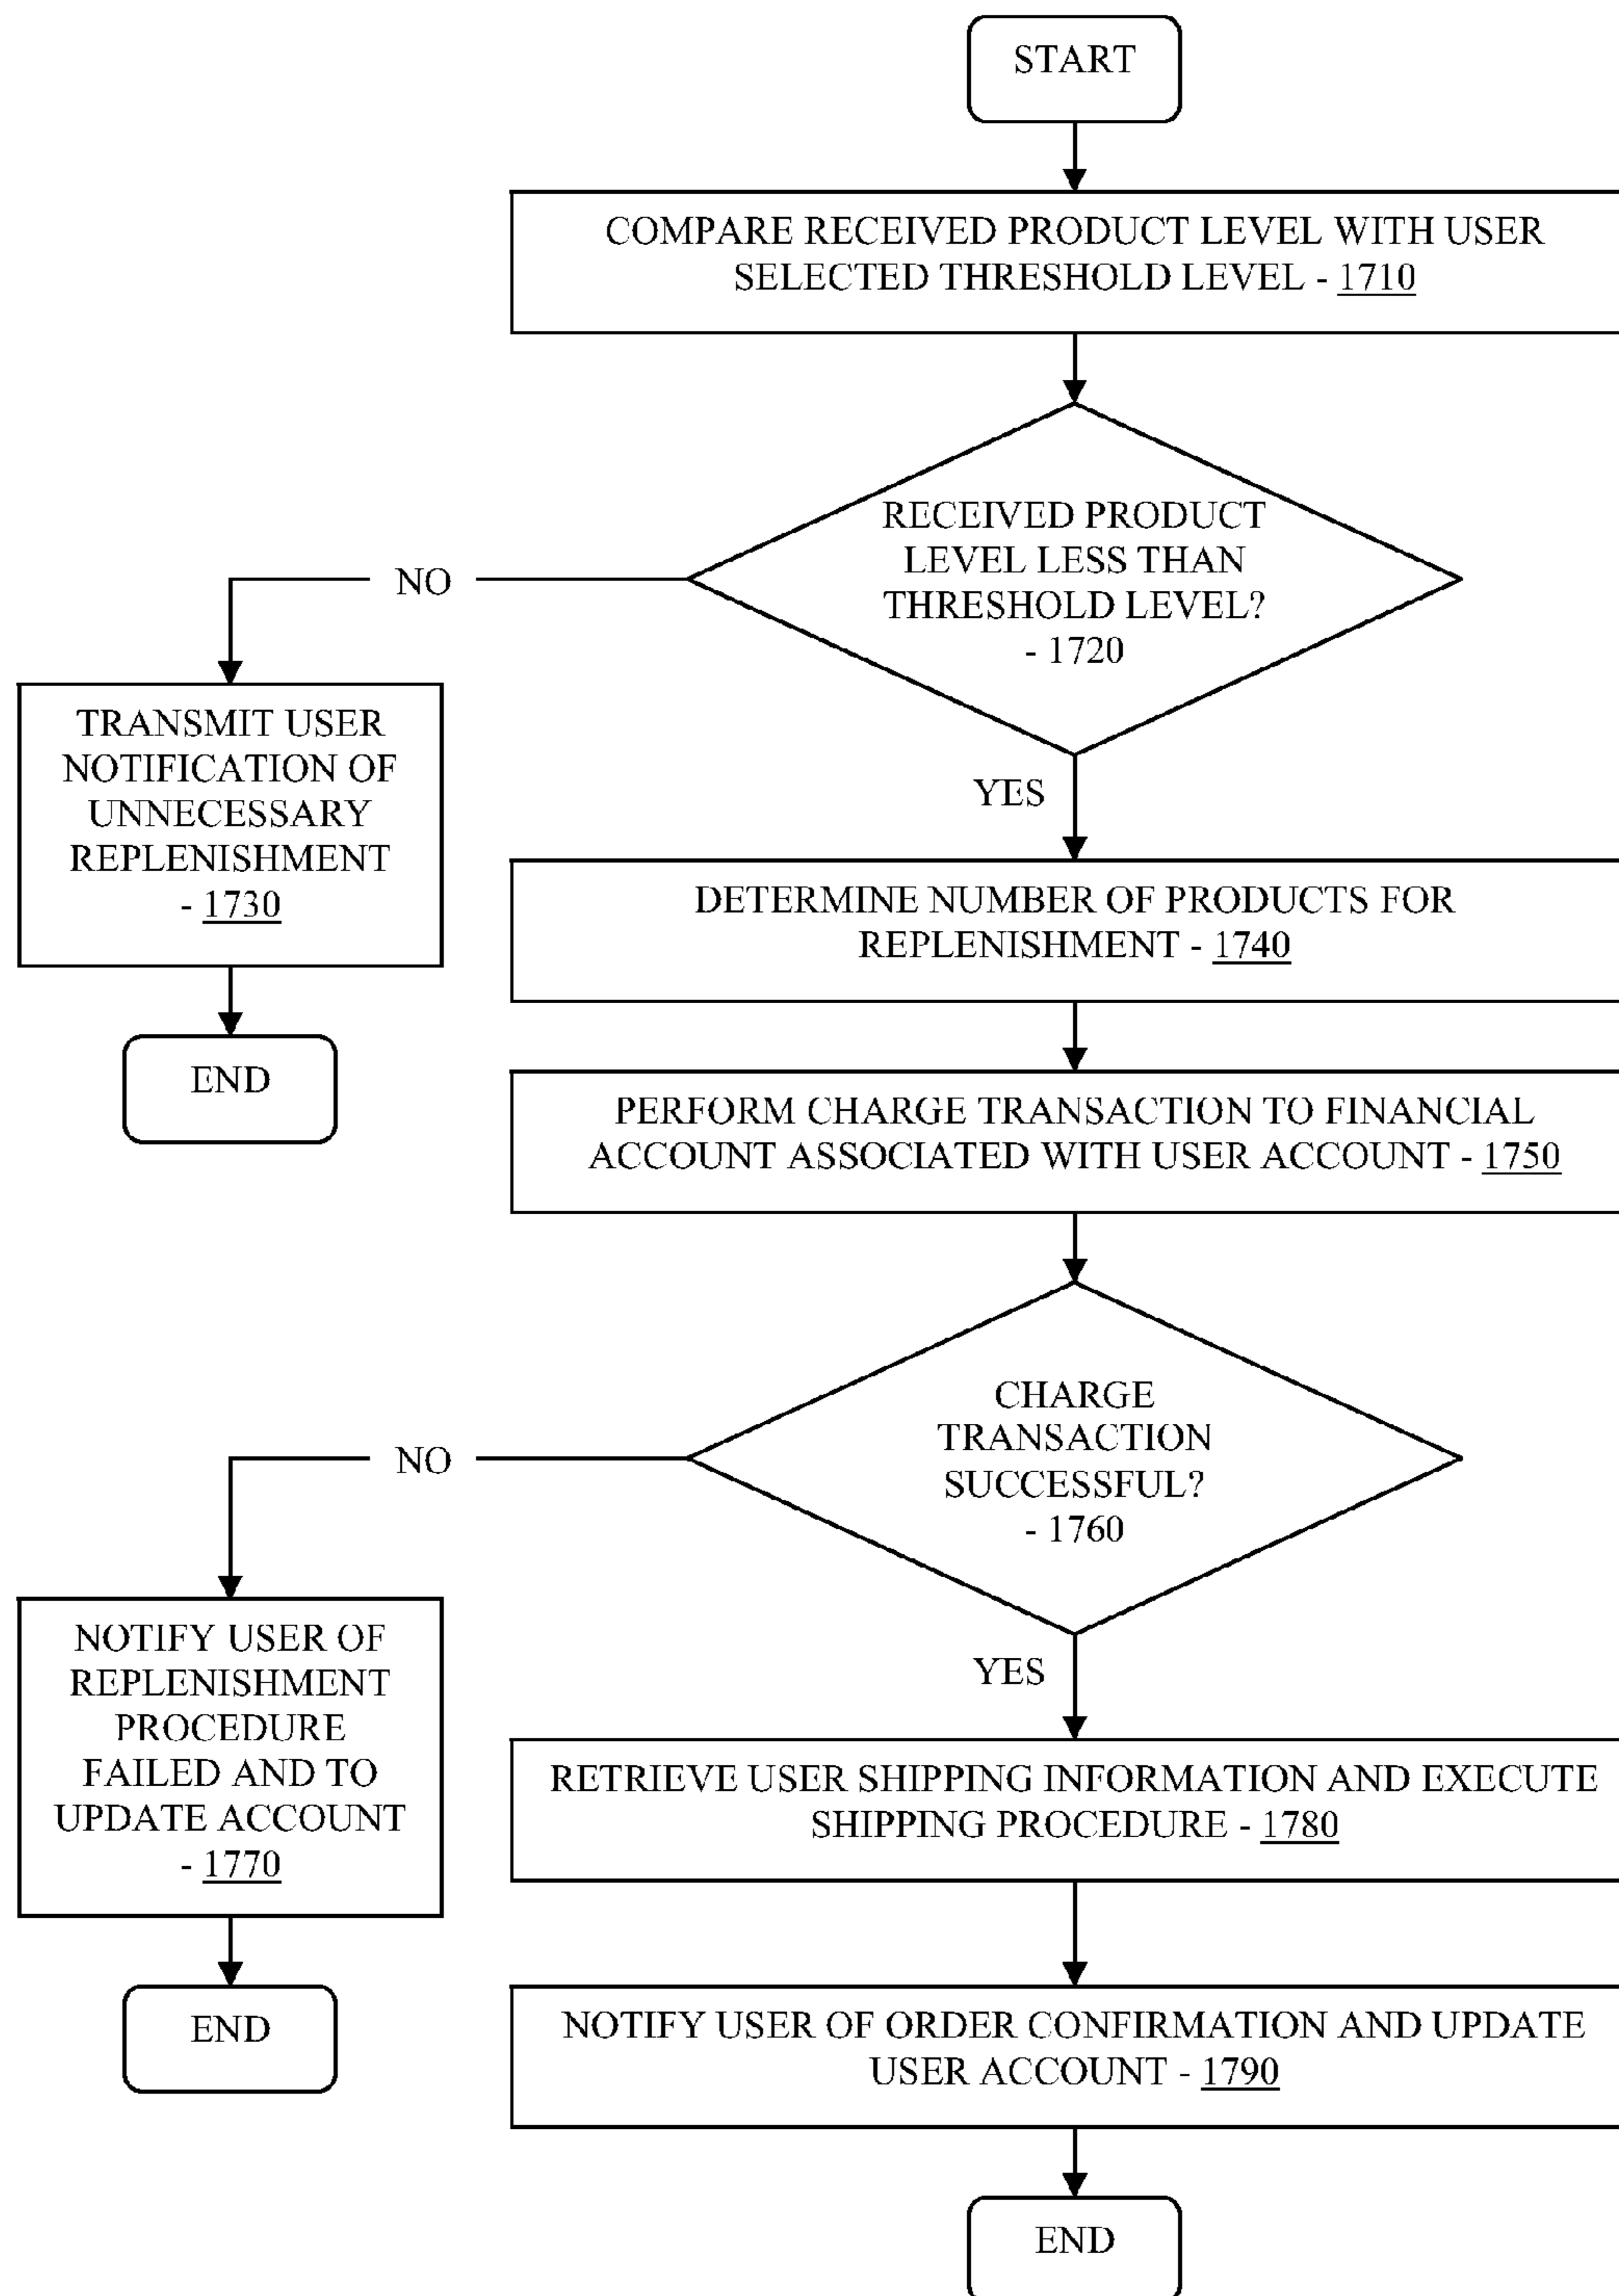 START
COMPARE RECEIVED PRODUCT LEVEL WITH USER
SELECTED THRESHOLD LEVEL - 1710
RECEIVED PRODUCT
LEVEL LESS THAN
THRESHOLD LEVEL?
- 1720
NO
YES
TRANSMIT USER
NOTIFICATION OF
UNNECESSARY
REPLENISHMENT
- 1730
END
DETERMINE NUMBER OF PRODUCTS FOR
REPLENISHMENT - 1740
PERFORM CHARGE TRANSACTION TO FINANCIAL
ACCOUNT ASSOCIATED WITH USER ACCOUNT - 1750
CHARGE
TRANSACTION
SUCCESSFUL?
- 1760
NO
YES
NOTIFY USER OF
REPLENISHMENT
PROCEDURE
FAILED AND TO
UPDATE ACCOUNT
- 1770
END
RETRIEVE USER SHIPPING INFORMATION AND EXECUTE
SHIPPING PROCEDURE - 1780
NOTIFY USER OF ORDER CONFIRMATION AND UPDATE
USER ACCOUNT - 1790
END